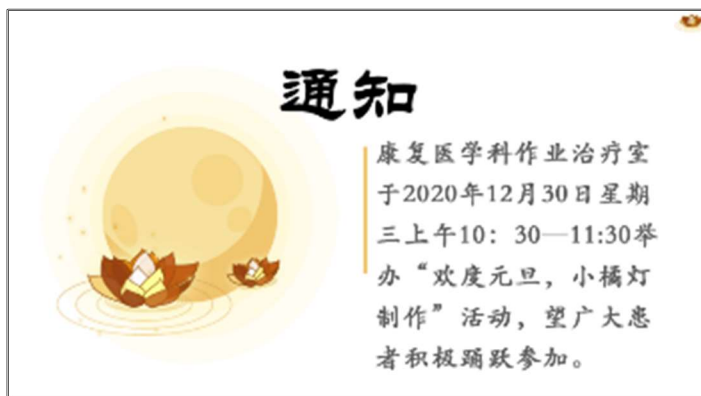 通知
康复医学科作业治疗室
于2020年12月30日星期
三上午10：30—11:30举
办“欢度元旦，小橘灯
制作”活动，望广大患
者积极踊跃参加。